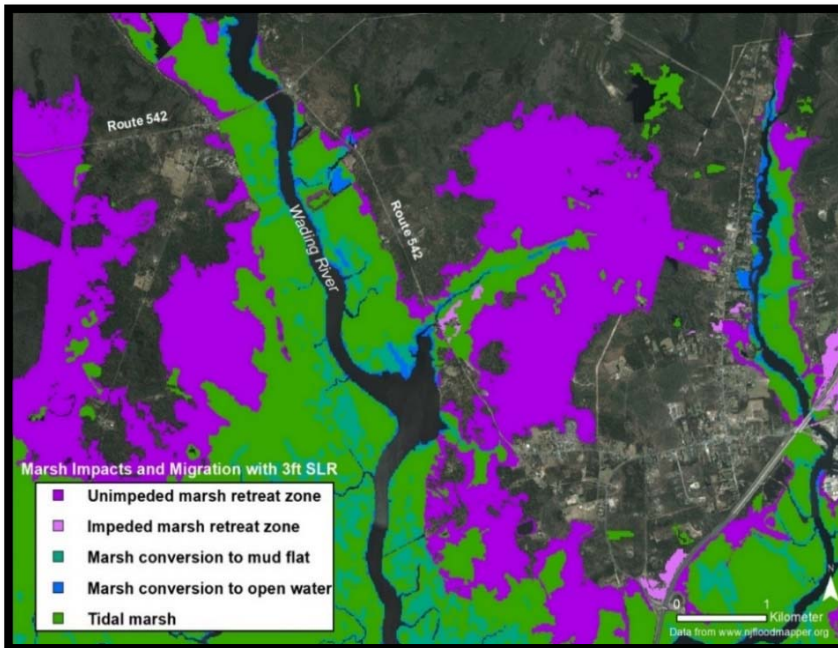 Route 542
Wading River
Route 542
Marsh Impacts and Migration with 3ft SLR
Unimpeded marsh retreat zone
Impeded marsh retreat zone
Marsh conversion to mud flat
Marsh conversion to open water
Tidal marsh
N
0 1
Kilometer
Data from www.njfloodmapper.org